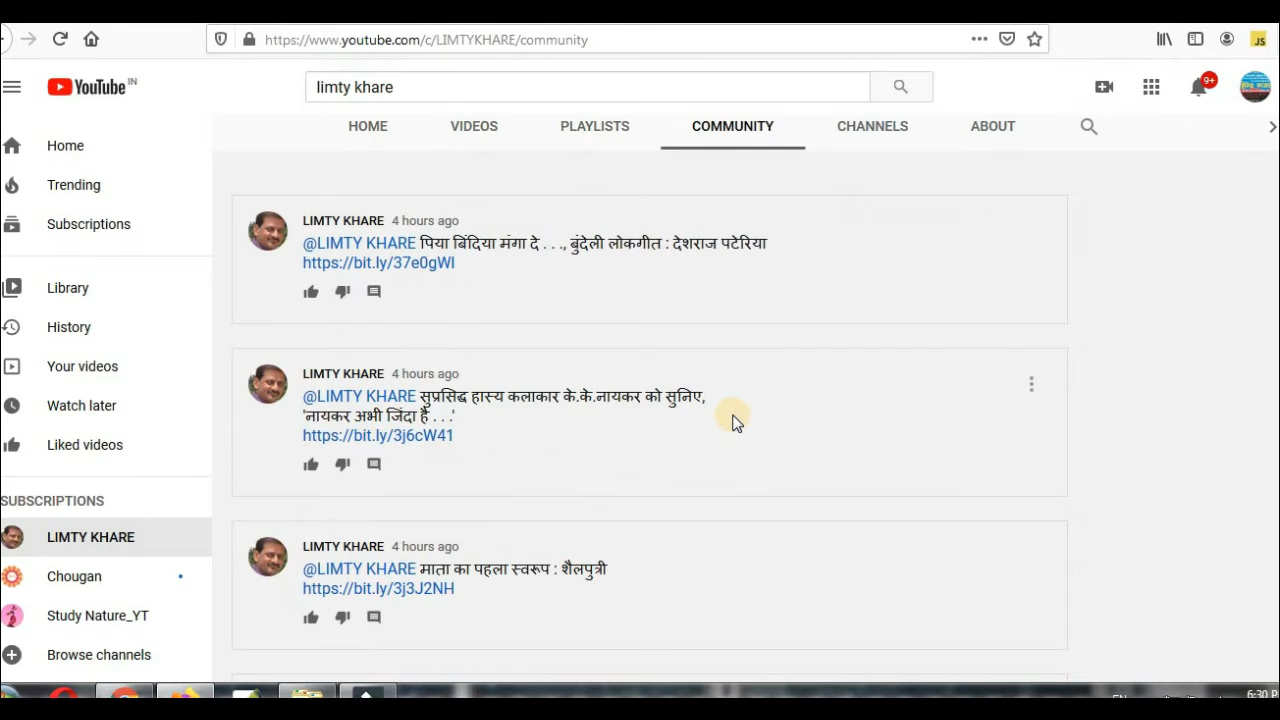 https://www.youtube.com/c/LIMTYKHARE/community
JS
YouTube IN
limty khare
9+
HOME VIDEOS PLAYLISTS COMMUNITY CHANNELS ABOUT
Home
Trending
Subscriptions
Library
History
Your videos
Watch later
Liked videos
SUBSCRIPTIONS
LIMTY KHARE
Chougan
Study Nature_YT
Browse channels
LIMTY KHARE 4 hours ago
@LIMTY KHARE पिया बिंदिया मंगा दे . . ., बुंदेली लोकगीत : देशराज पटेरिया
https://bit.ly/37e0gWI
LIMTY KHARE 4 hours ago
@LIMTY KHARE सुप्रसिद्ध हास्य कलाकार के.के.नायकर को सुनिए,
'नायकर अभी जिंदा है . . .'
https://bit.ly/3j6cW41
LIMTY KHARE 4 hours ago
@LIMTY KHARE माता का पहला स्वरूप : शैलपुत्री
https://bit.ly/3j3J2NH
6:30 P